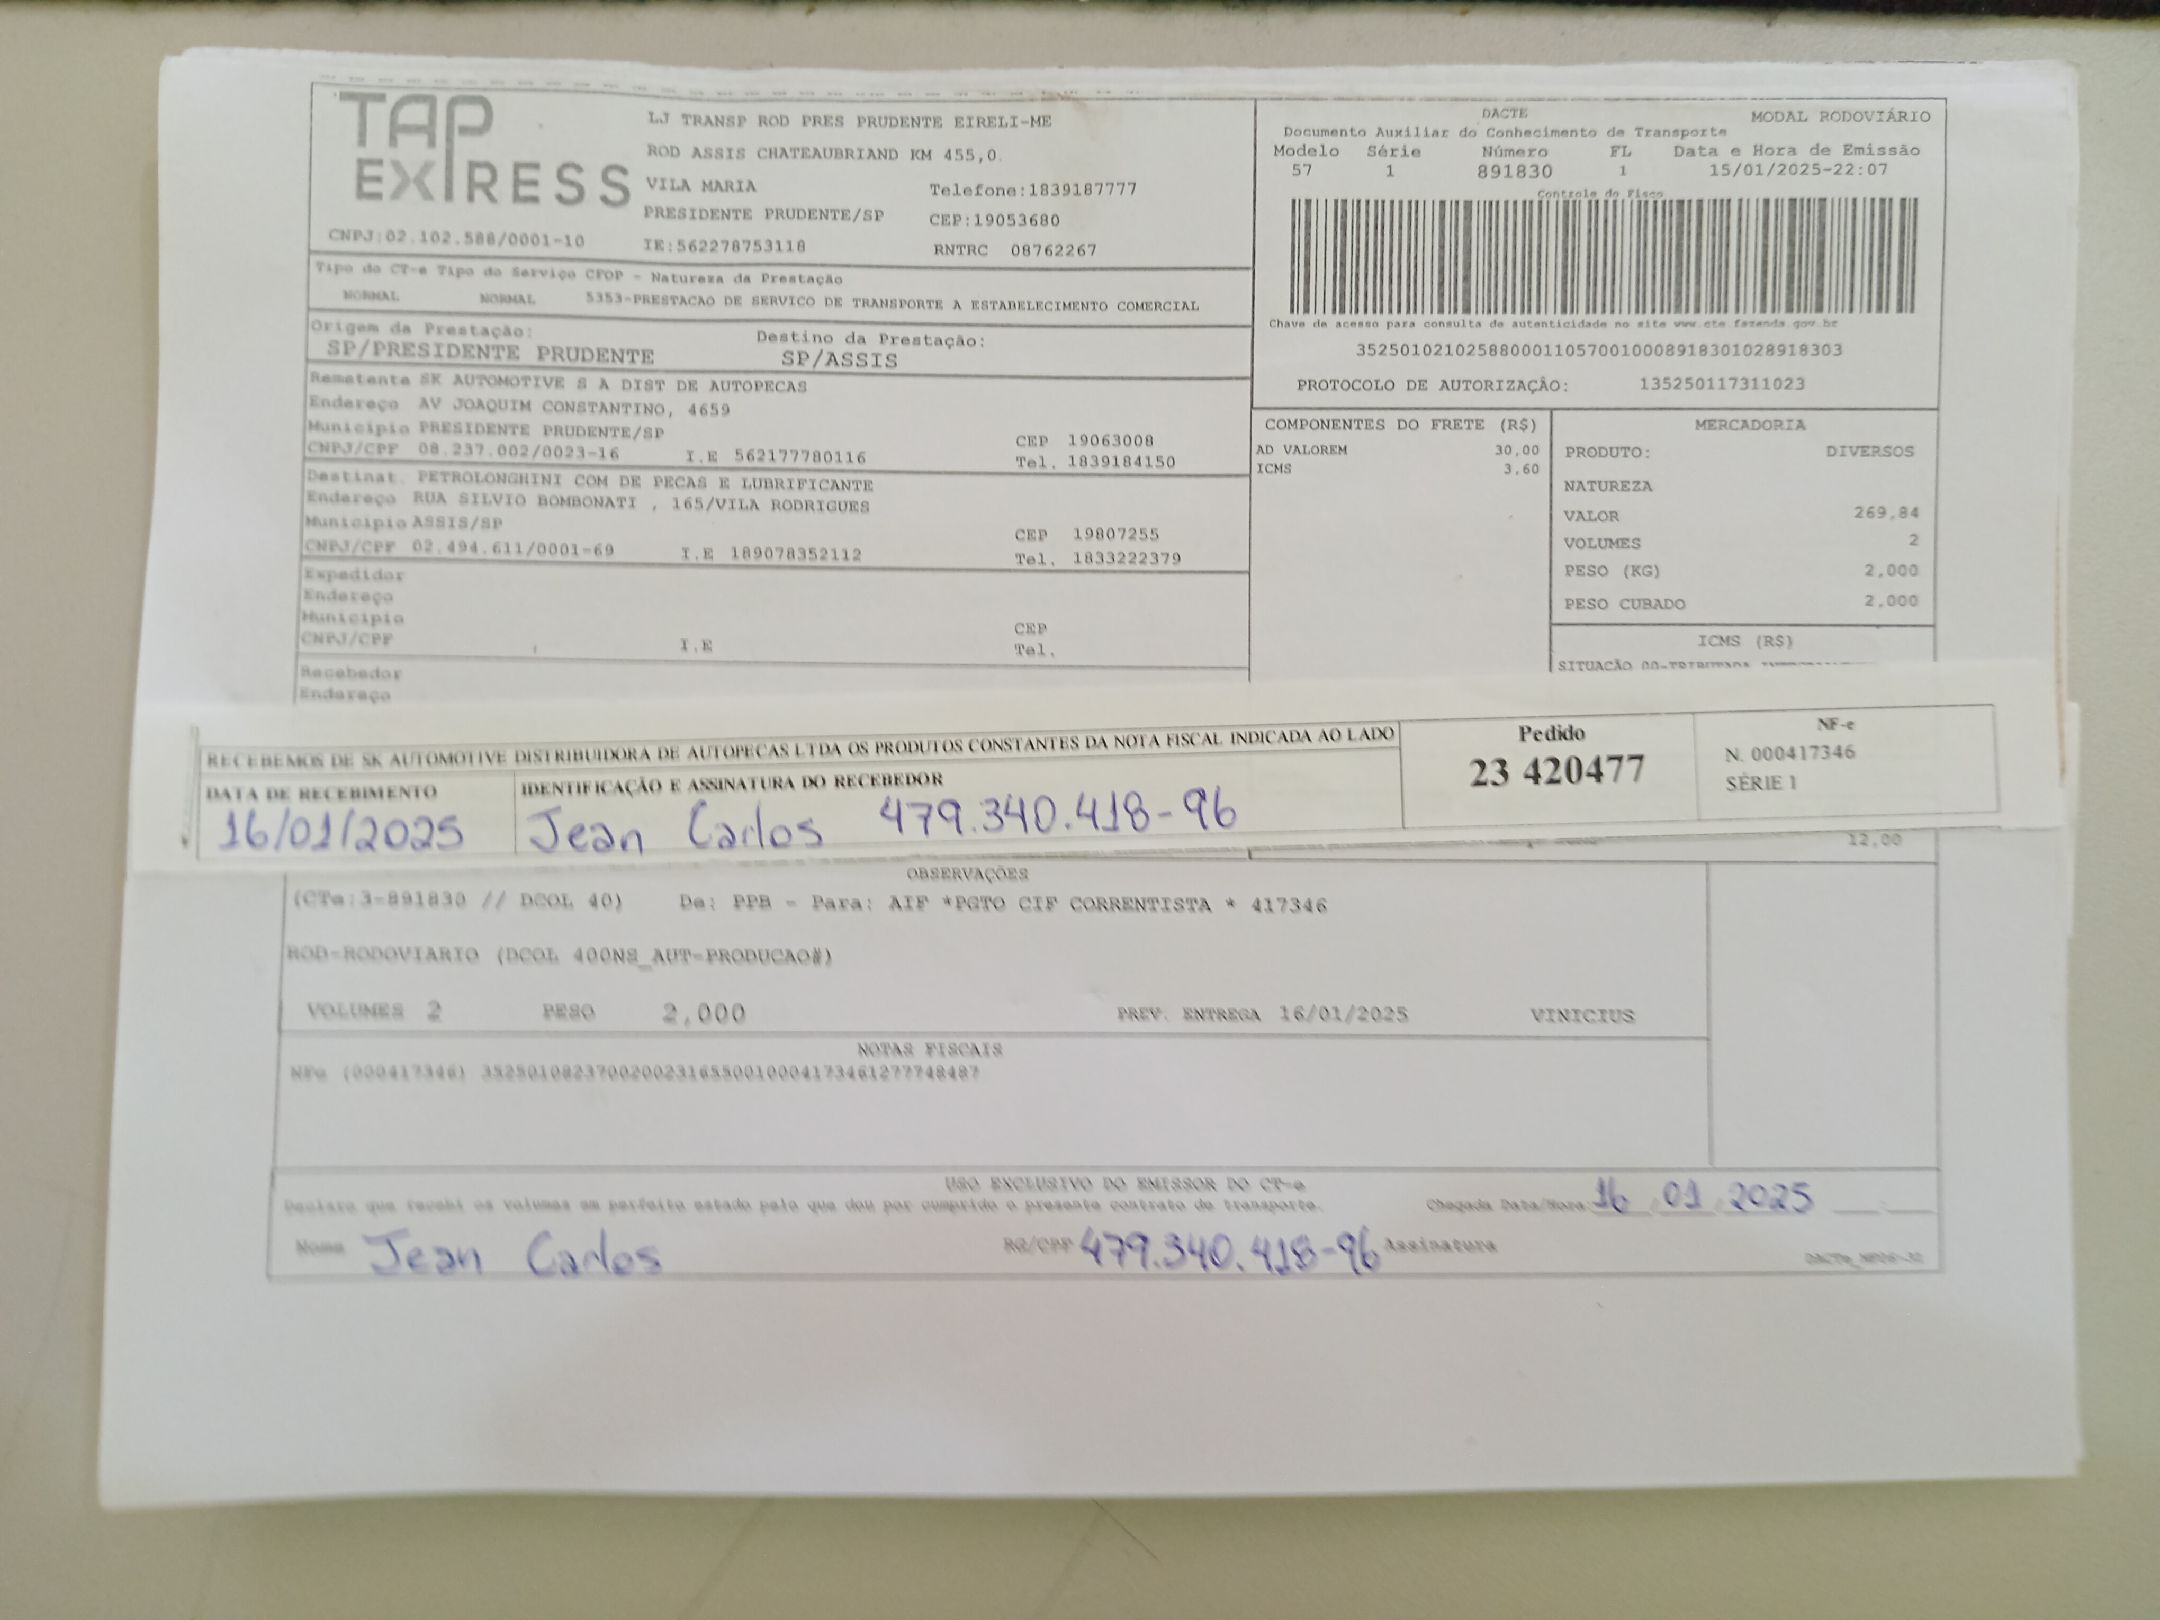 TAP EXPRESS
LJ TRANSP ROD PRES PRUDENTE EIRELI-ME
ROD ASSIS CHATEAUBRIAND KM 455,0.
VILA MARIA Telefone:1839187777
PRESIDENTE PRUDENTE/SP CEP:19053680
CNPJ:02.102.588/0001-10 IE:562278753118 RNTRC 08762267
DACTE MODAL RODOVIÁRIO
Documento Auxiliar do Conhecimento de Transporte
Modelo Série Número FL Data e Hora de Emissão
57 1 891830 1 15/01/2025-22:07
Controle do Fisco
Chave de acesso para consulta de autenticidade no site www.cte.fazenda.gov.br
35250102102588000110570010008918301028918303
PROTOCOLO DE AUTORIZAÇÃO: 135250117311023
Tipo do CT-e Tipo do Serviço CFOP - Natureza da Prestação
NORMAL NORMAL 5353-PRESTACAO DE SERVICO DE TRANSPORTE A ESTABELECIMENTO COMERCIAL
Origem da Prestação: Destino da Prestação:
SP/PRESIDENTE PRUDENTE SP/ASSIS
Remetente SK AUTOMOTIVE S A DIST DE AUTOPECAS
Endereço AV JOAQUIM CONSTANTINO, 4659
Municipio PRESIDENTE PRUDENTE/SP CEP 19063008
CNPJ/CPF 08.237.002/0023-16 I.E 562177780116 Tel. 1839184150
Destinat. PETROLONGHINI COM DE PECAS E LUBRIFICANTE
Endereço RUA SILVIO BOMBONATI , 165/VILA RODRIGUES
Municipio ASSIS/SP CEP 19807255
CNPJ/CPF 02.494.611/0001-69 I.E 189078352112 Tel. 1833222379
Expedidor
Endereço
Municipio CEP
CNPJ/CPF I.E Tel.
Recebedor
Endereço
COMPONENTES DO FRETE (R$)
AD VALOREM 30,00
ICMS 3,60
MERCADORIA
PRODUTO: DIVERSOS
NATUREZA
VALOR 269,84
VOLUMES 2
PESO (KG) 2,000
PESO CUBADO 2,000
ICMS (R$)
RECEBEMOS DE SK AUTOMOTIVE DISTRIBUIDORA DE AUTOPECAS LTDA OS PRODUTOS CONSTANTES DA NOTA FISCAL INDICADA AO LADO
DATA DE RECEBIMENTO IDENTIFICAÇÃO E ASSINATURA DO RECEBEDOR
16/01/2025 Jean Carlos 479.340.418-96
Pedido
23 420477
NF-e
N. 000417346
SÉRIE 1
12,00
OBSERVAÇÕES
(CTe:3-891830 // DCOL 40) De: PPB - Para: AIF *PGTO CIF CORRENTISTA * 417346
ROD-RODOVIARIO (DCOL 400NS_AUT-PRODUCAO#)
VOLUMES 2 PESO 2,000 PREV. ENTREGA 16/01/2025 VINICIUS
NOTAS FISCAIS
NFe (000417346) 35250108237002002316550010004173461277748487
USO EXCLUSIVO DO EMISSOR DO CT-e
Declaro que recebi os volumes em perfeito estado pelo que dou por cumprido o presente contrato de transporte. Chegada Data/Hora 16 01 2025
Nome Jean Carlos RG/CPF 479.340.418-96 Assinatura